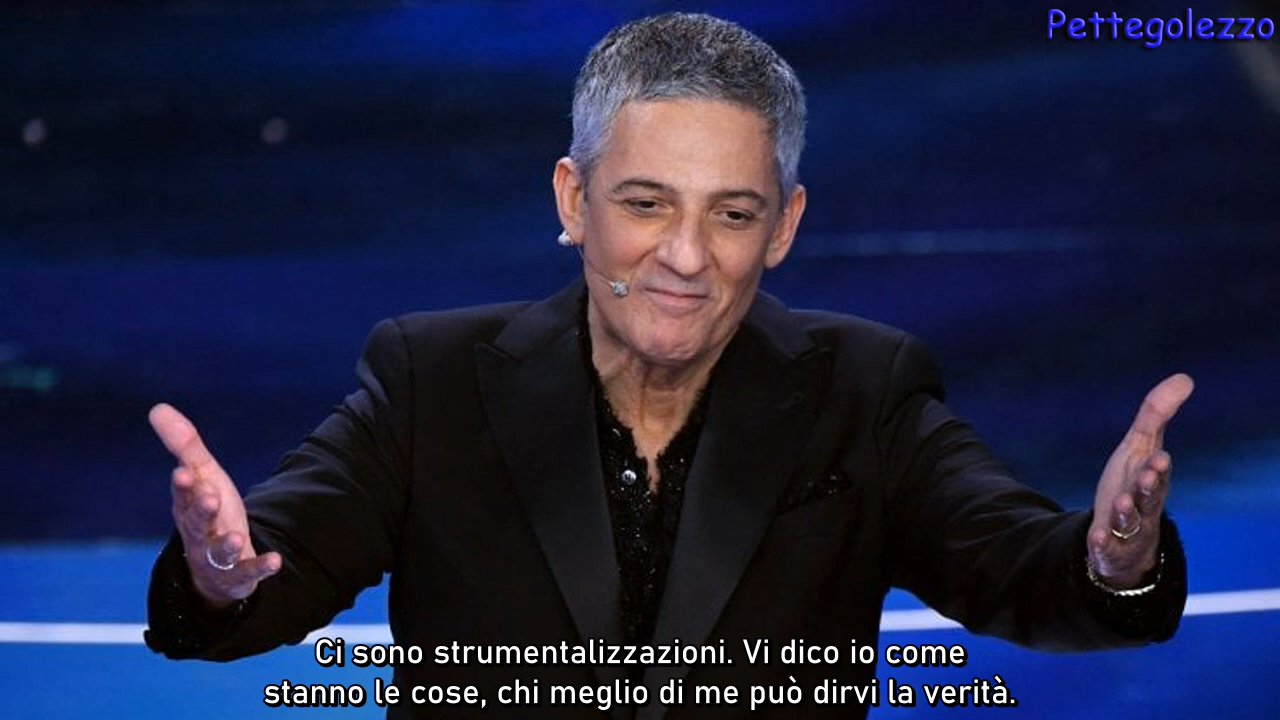 Pettegolezzo
Ci sono strumentalizzazioni. Vi dico io come
stanno le cose, chi meglio di me può dirvi la verità.